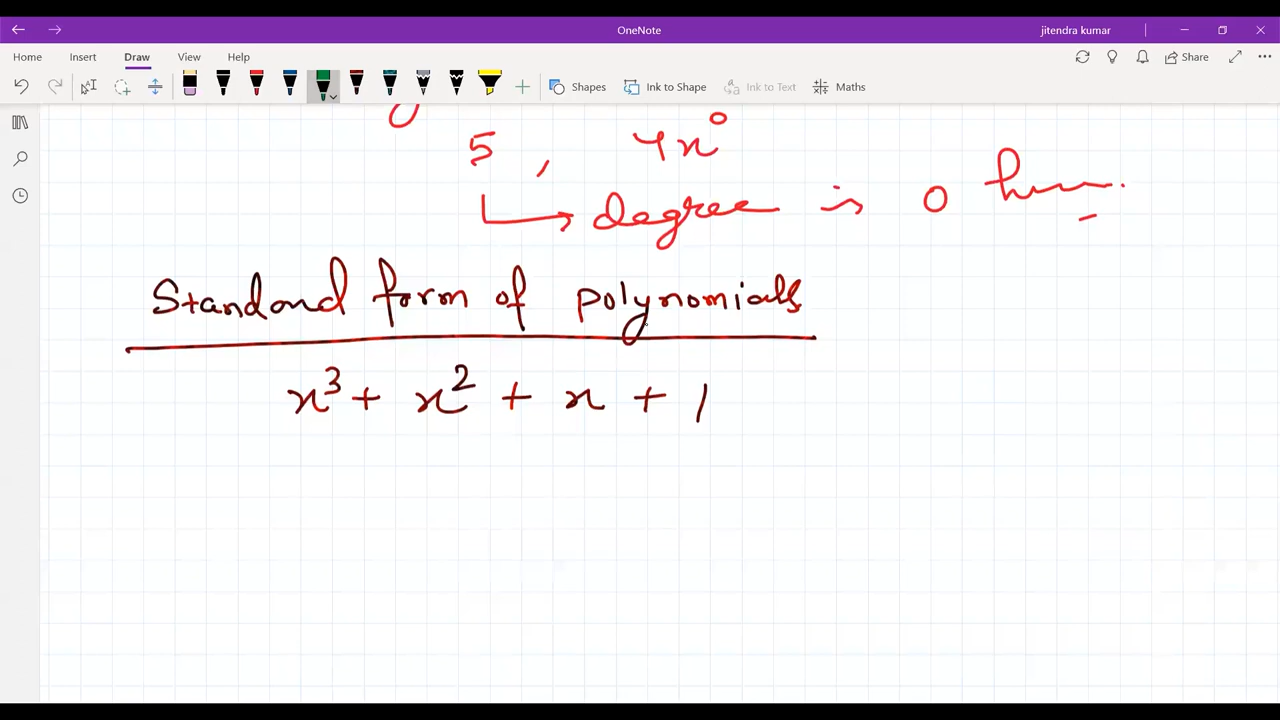 OneNote
jitendra kumar
Home Insert Draw View Help
Share
Shapes Ink to Shape Ink to Text Maths
5 , 4x⁰
degree is 0
Standard form of polynomials
x³ + x² + x + 1